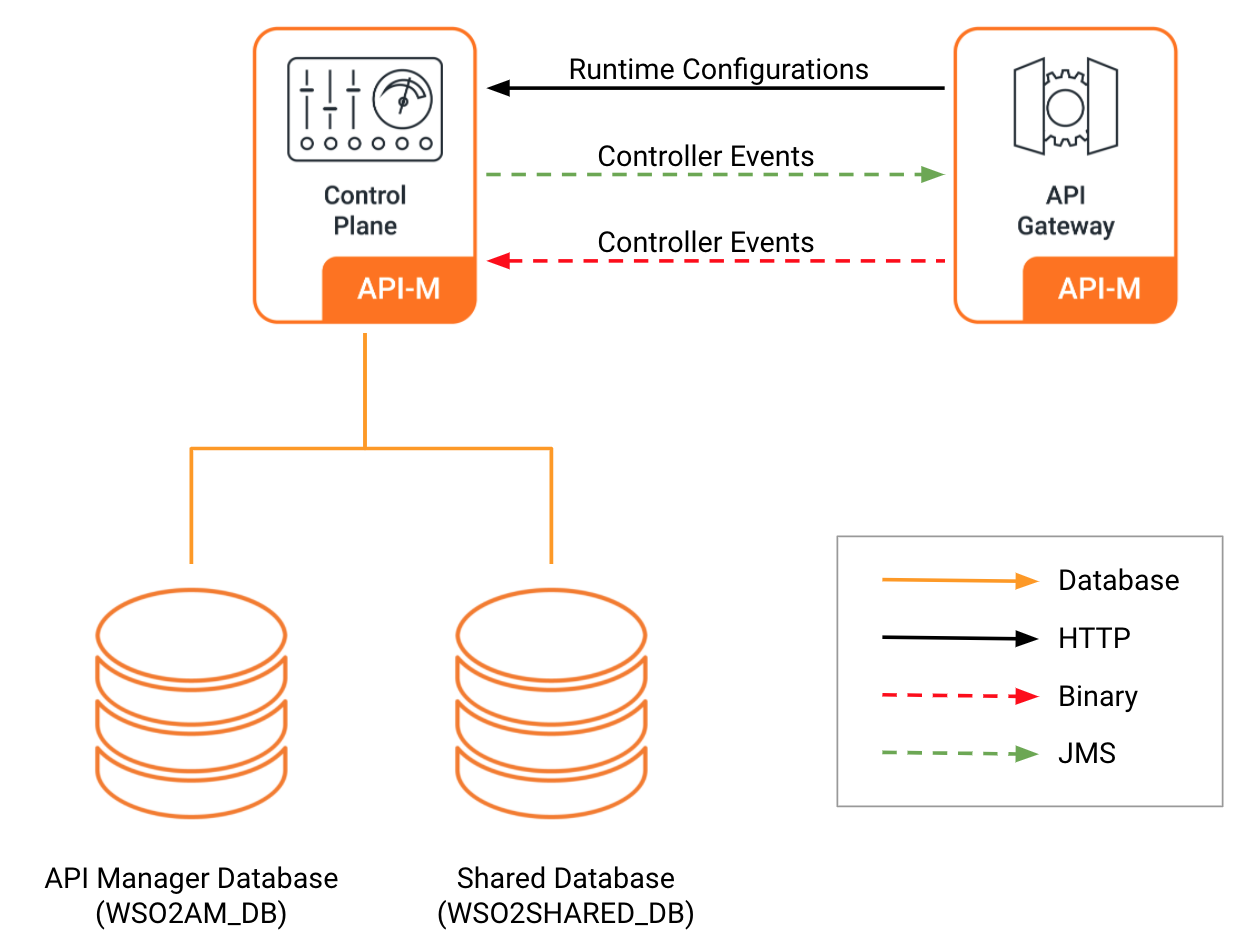 Runtime Configurations
Controller Events
Controller Events
Control
Plane
API-M
API
Gateway
API-M
Database
HTTP
Binary
JMS
API Manager Database
(WSO2AM_DB)
Shared Database
(WSO2SHARED_DB)